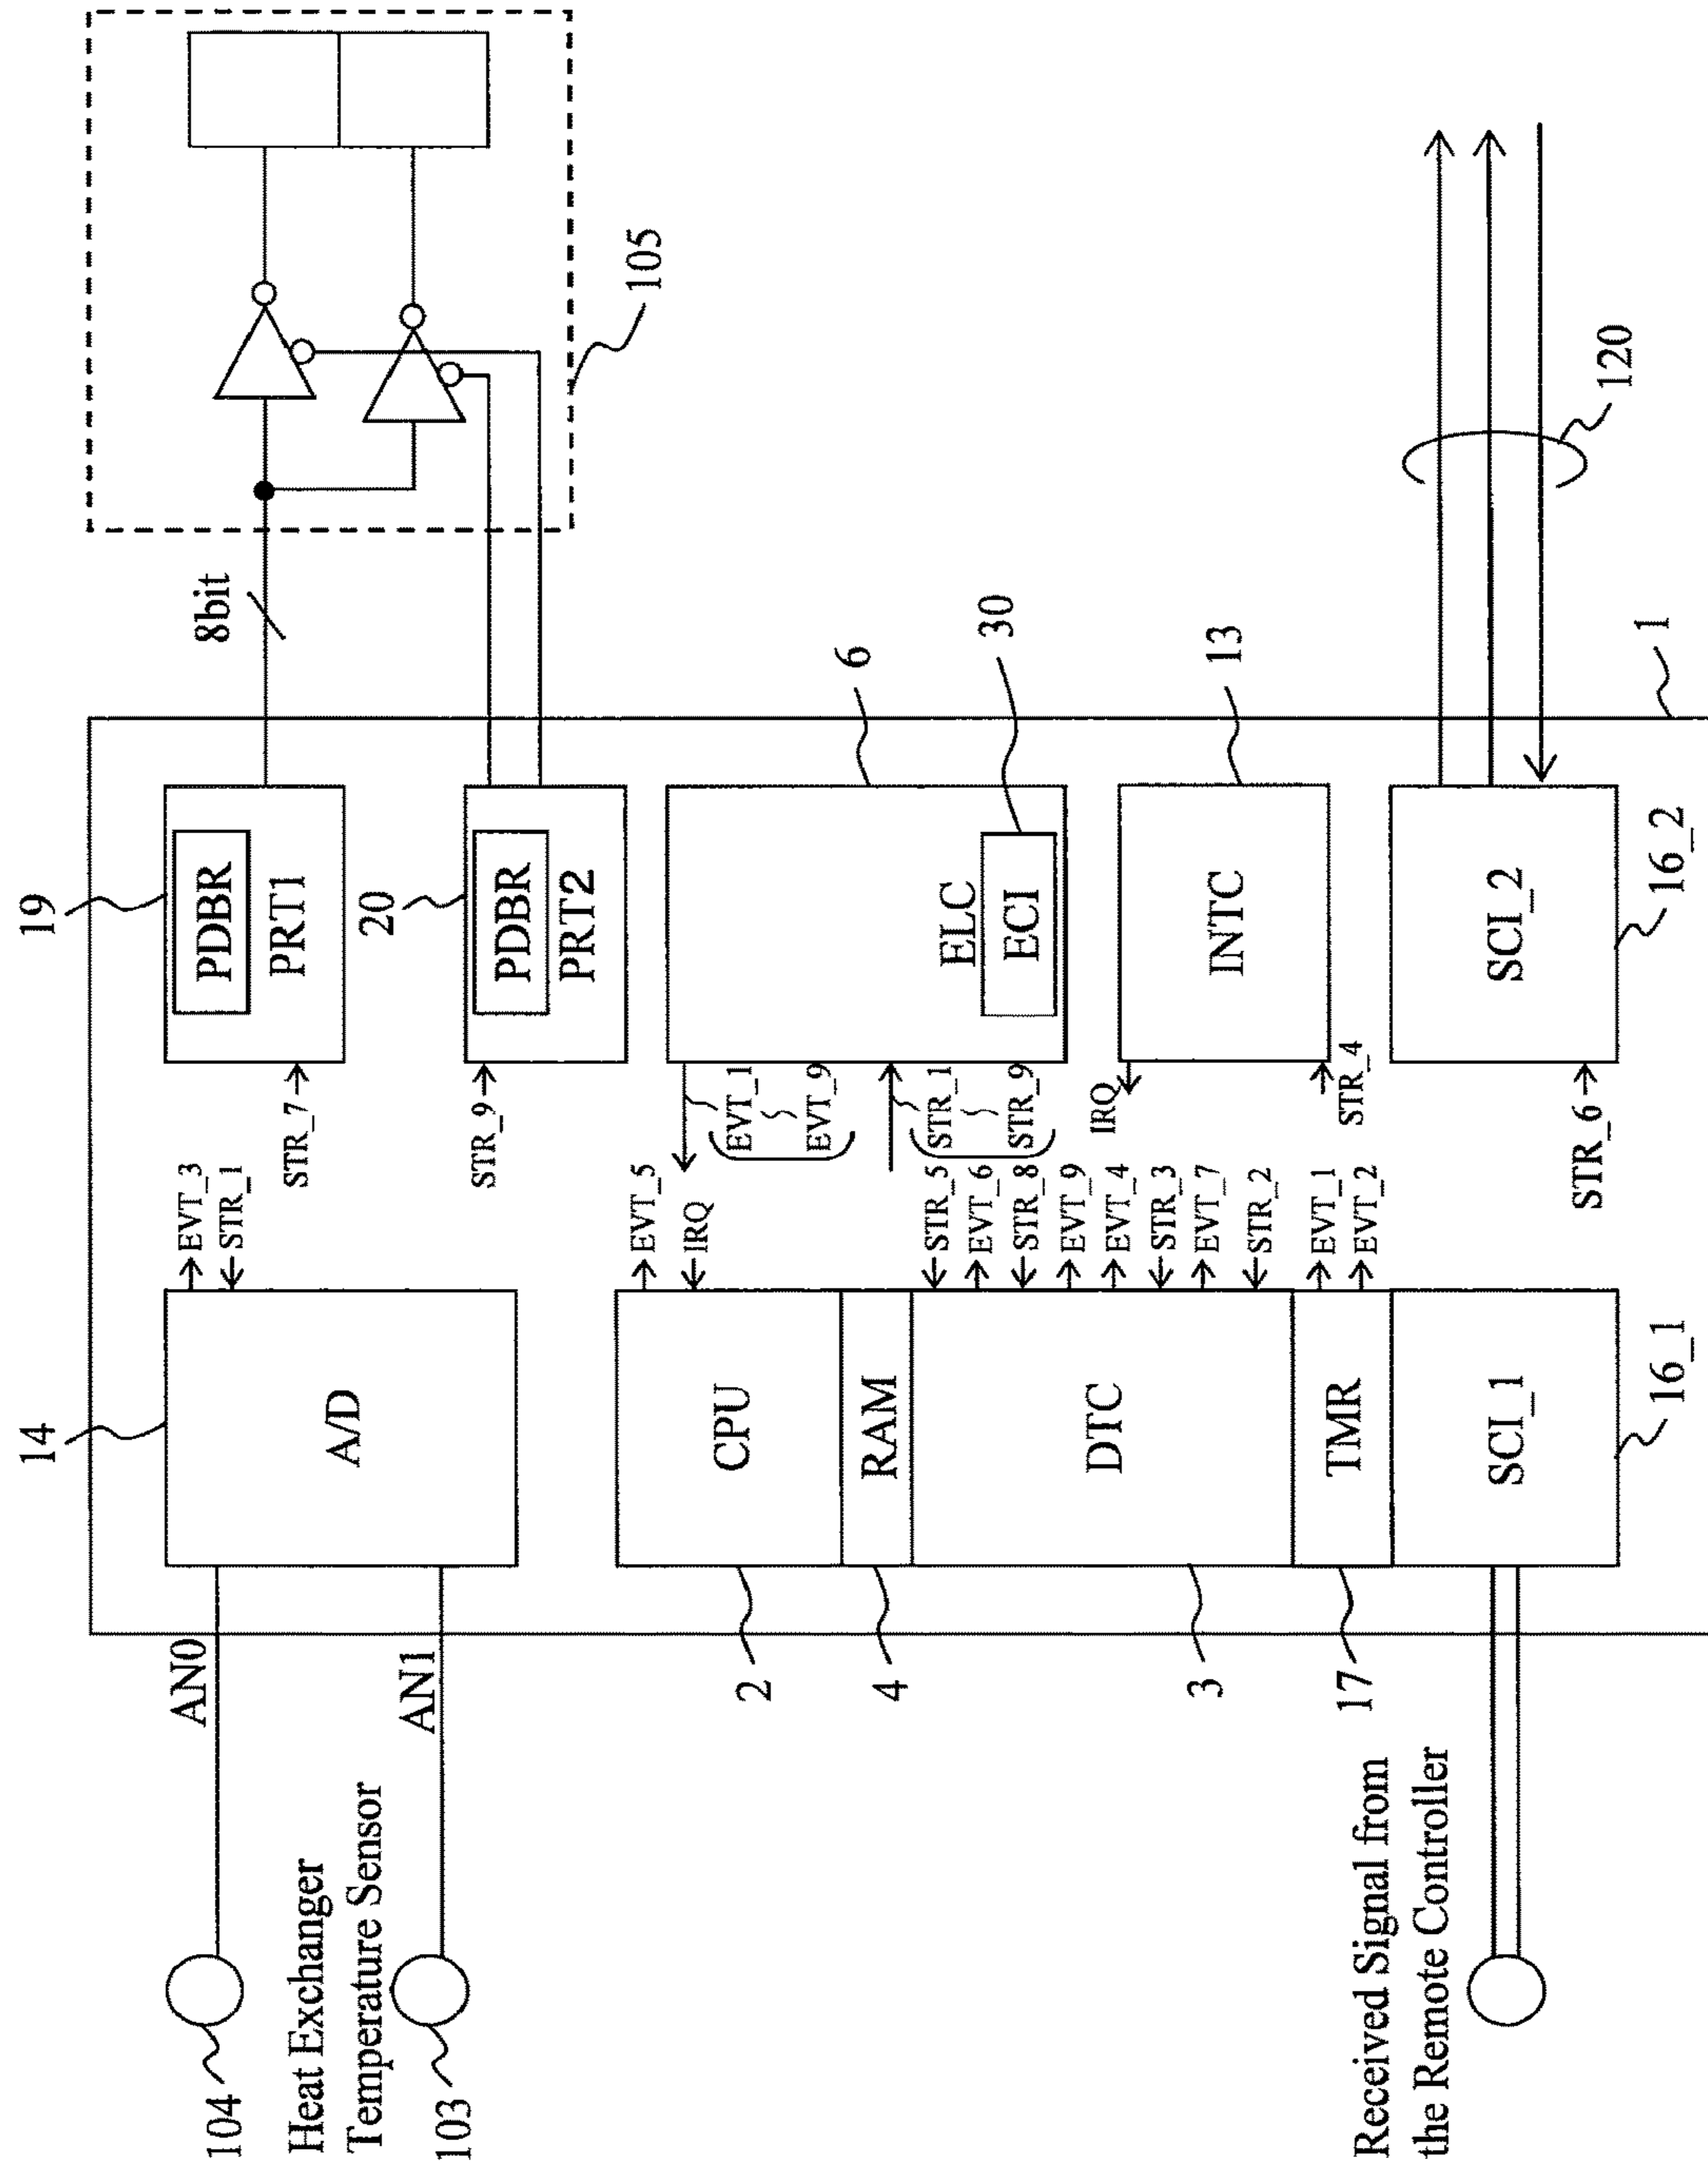 104
Heat Exchanger
Temperature Sensor
103
AN0
AN1
14
A/D
EVT_3
STR_1
19
PDBR
PRT1
STR_7
20
PDBR
PRT2
STR_9
8bit
105
2
CPU
EVT_5
IRQ
4
RAM
3
DTC
STR_5
EVT_6
STR_8
EVT_9
EVT_4
STR_3
EVT_7
STR_2
17
TMR
EVT_1
EVT_2
6
ELC
30
ECI
EVT_1
EVT_9
STR_1
STR_9
13
INTC
IRQ
STR_4
Received Signal from
the Remote Controller
SCI_1
16_1
STR_6
SCI_2
16_2
120
1